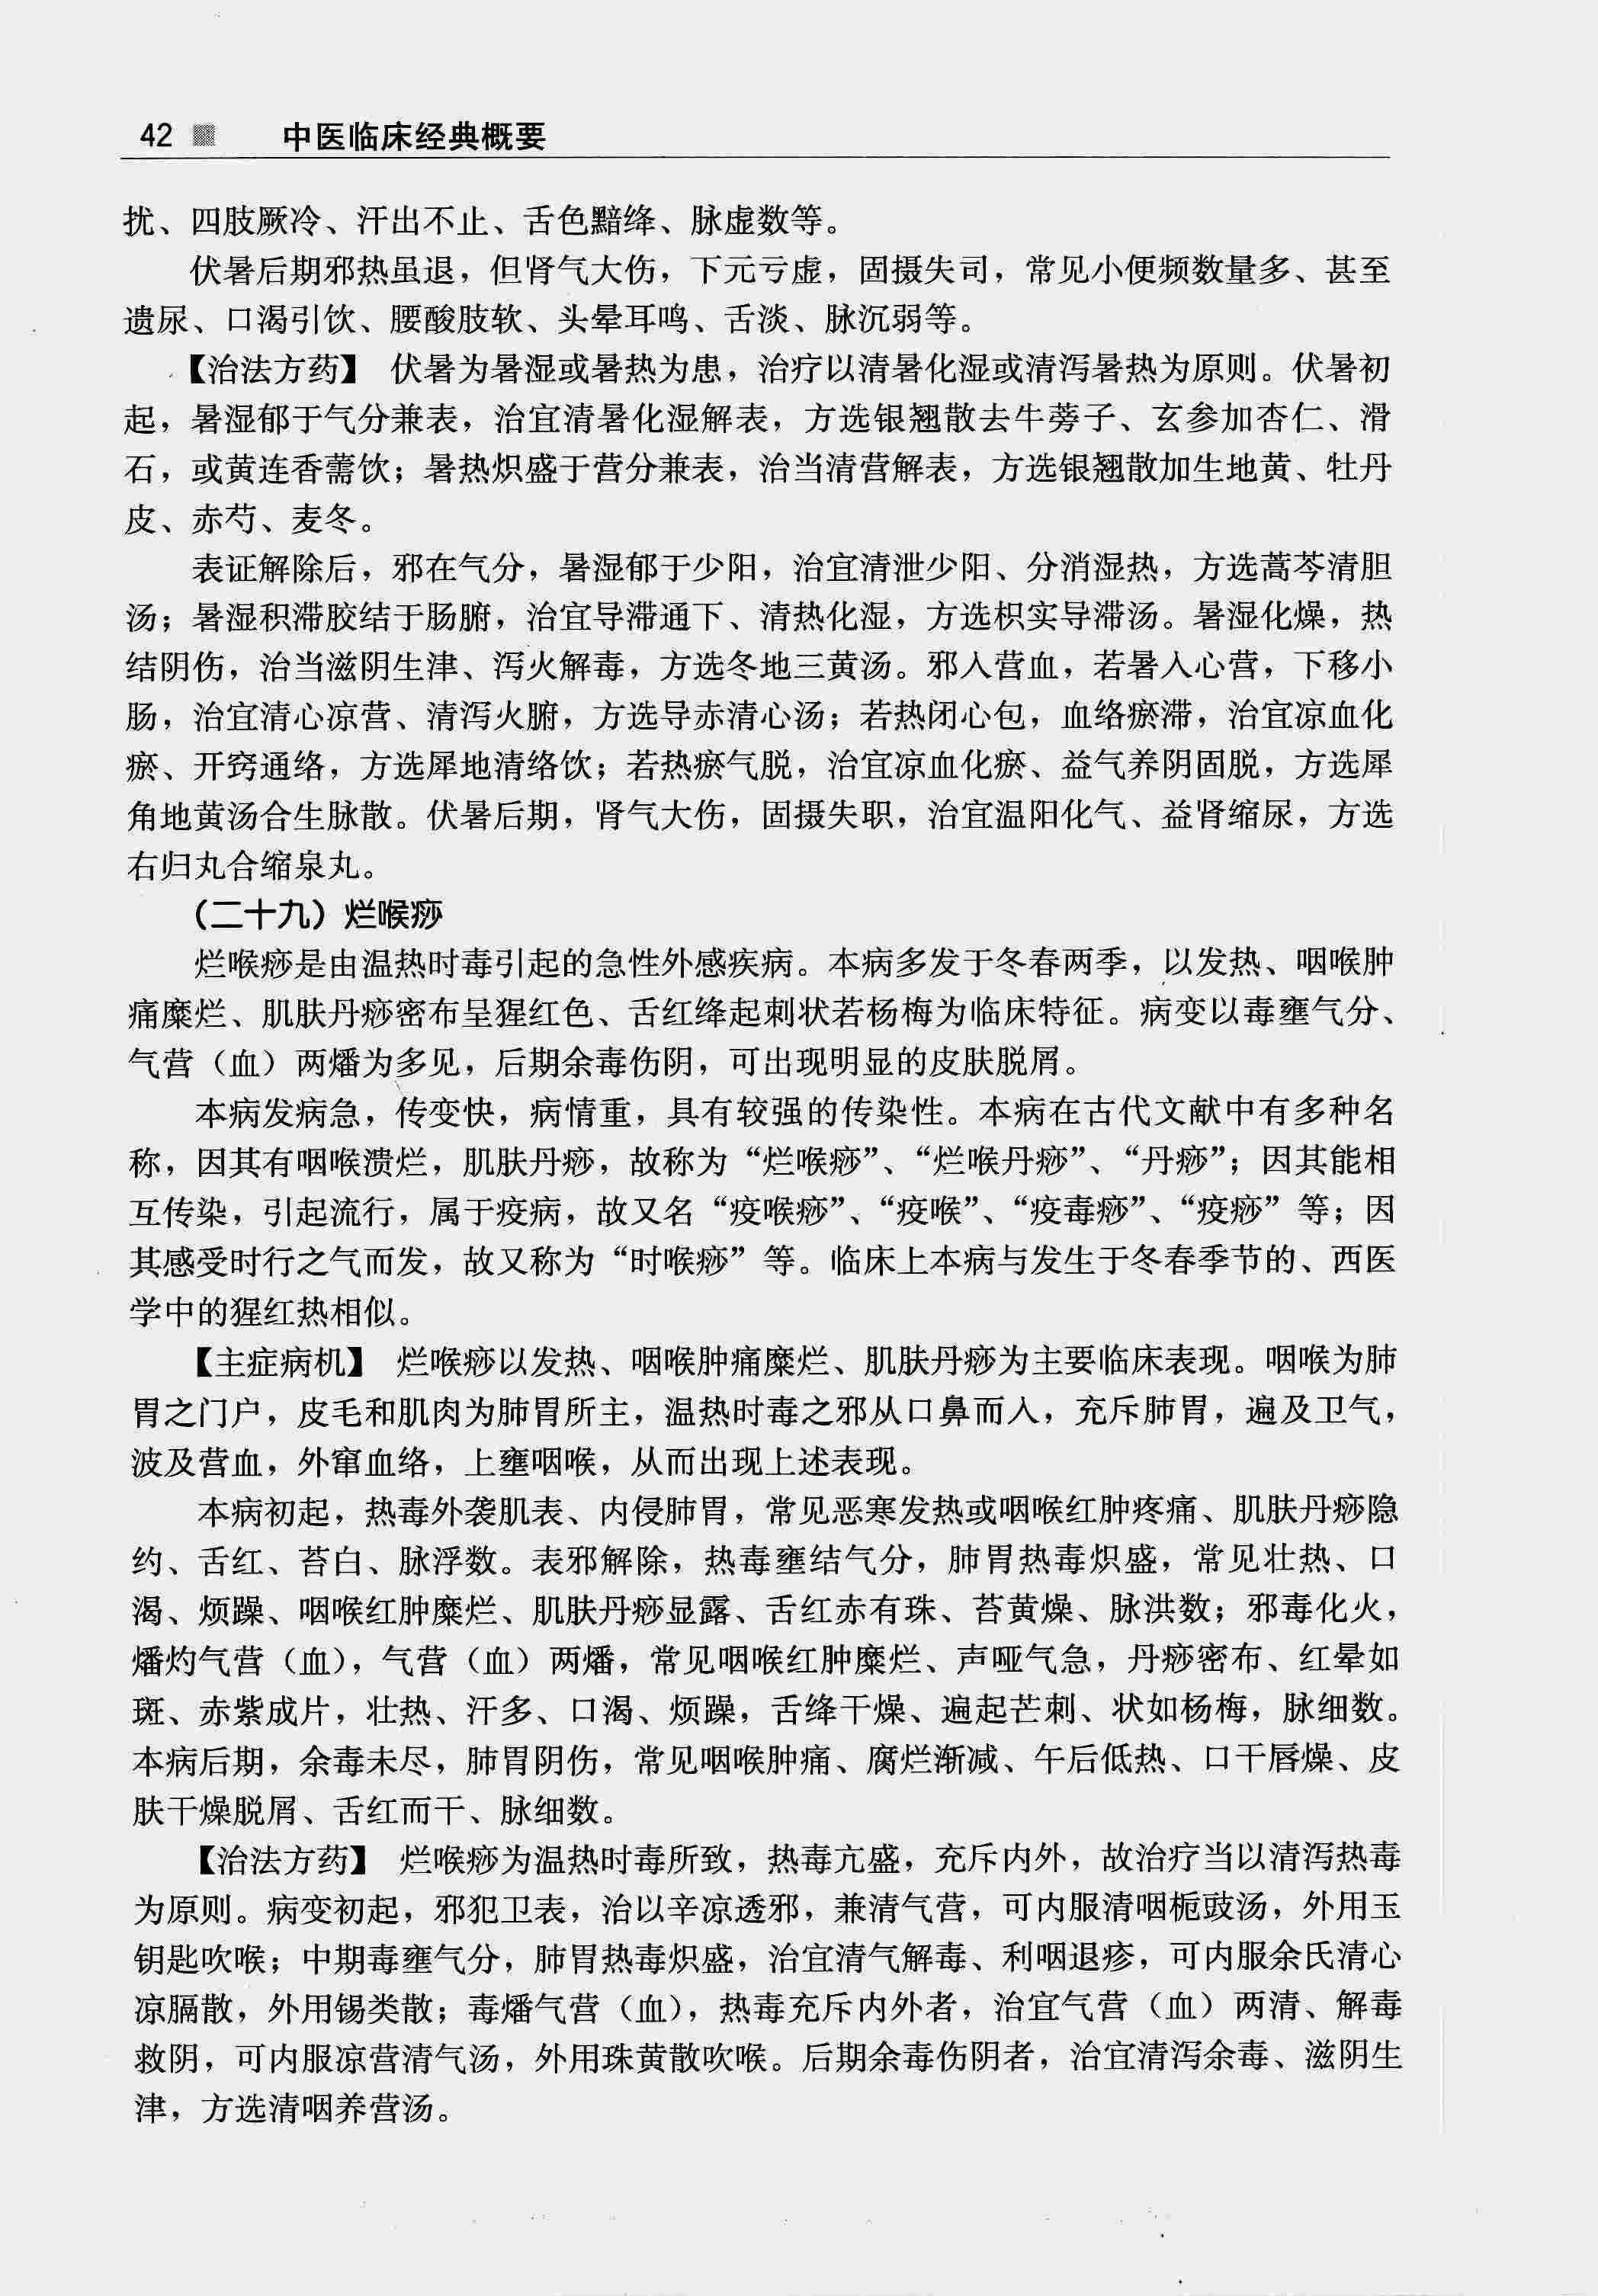 42 中医临床经典概要
扰、四肢厥冷、汗出不止、舌色黯绛、脉虚数等。
伏暑后期邪热虽退，但肾气大伤，下元亏虚，固摄失司，常见小便频数量多、甚至
遗尿、口渴引饮、腰酸肢软、头晕耳鸣、舌淡、脉沉弱等。
【治法方药】 伏暑为暑湿或暑热为患，治疗以清暑化湿或清泻暑热为原则。伏暑初
起，暑湿郁于气分兼表，治宜清暑化湿解表，方选银翘散去牛蒡子、玄参加杏仁、滑
石，或黄连香薷饮；暑热炽盛于营分兼表，治当清营解表，方选银翘散加生地黄、牡丹
皮、赤芍、麦冬。
表证解除后，邪在气分，暑湿郁于少阳，治宜清泄少阳、分消湿热，方选蒿芩清胆
汤；暑湿积滞胶结于肠腑，治宜导滞通下、清热化湿，方选枳实导滞汤。暑湿化燥，热
结阴伤，治当滋阴生津、泻火解毒，方选冬地三黄汤。邪入营血，若暑入心营，下移小
肠，治宜清心凉营、清泻火腑，方选导赤清心汤；若热闭心包，血络瘀滞，治宜凉血化
瘀、开窍通络，方选犀地清络饮；若热瘀气脱，治宜凉血化瘀、益气养阴固脱，方选犀
角地黄汤合生脉散。伏暑后期，肾气大伤，固摄失职，治宜温阳化气、益肾缩尿，方选
右归丸合缩泉丸。
（二十九）烂喉痧
烂喉痧是由温热时毒引起的急性外感疾病。本病多发于冬春两季，以发热、咽喉肿
痛糜烂、肌肤丹痧密布呈猩红色、舌红绛起刺状若杨梅为临床特征。病变以毒壅气分、
气营（血）两燔为多见，后期余毒伤阴，可出现明显的皮肤脱屑。
本病发病急，传变快，病情重，具有较强的传染性。本病在古代文献中有多种名
称，因其有咽喉溃烂，肌肤丹痧，故称为“烂喉痧”、“烂喉丹痧”、“丹痧”；因其能相
互传染，引起流行，属于疫病，故又名“疫喉痧”、“疫喉”、“疫毒痧”、“疫痧”等；因
其感受时行之气而发，故又称为“时喉痧”等。临床上本病与发生于冬春季节的、西医
学中的猩红热相似。
【主症病机】 烂喉痧以发热、咽喉肿痛糜烂、肌肤丹痧为主要临床表现。咽喉为肺
胃之门户，皮毛和肌肉为肺胃所主，温热时毒之邪从口鼻而入，充斥肺胃，遍及卫气，
波及营血，外窜血络，上壅咽喉，从而出现上述表现。
本病初起，热毒外袭肌表、内侵肺胃，常见恶寒发热或咽喉红肿疼痛、肌肤丹痧隐
约、舌红、苔白、脉浮数。表邪解除，热毒壅结气分，肺胃热毒炽盛，常见壮热、口
渴、烦躁、咽喉红肿糜烂、肌肤丹痧显露、舌红赤有珠、苔黄燥、脉洪数；邪毒化火，
燔灼气营（血），气营（血）两燔，常见咽喉红肿糜烂、声哑气急，丹痧密布、红晕如
斑、赤紫成片，壮热、汗多、口渴、烦躁，舌绛干燥、遍起芒刺、状如杨梅，脉细数。
本病后期，余毒未尽，肺胃阴伤，常见咽喉肿痛、腐烂渐减、午后低热、口干唇燥、皮
肤干燥脱屑、舌红而干、脉细数。
【治法方药】 烂喉痧为温热时毒所致，热毒亢盛，充斥内外，故治疗当以清泻热毒
为原则。病变初起，邪犯卫表，治以辛凉透邪，兼清气营，可内服清咽栀豉汤，外用玉
钥匙吹喉；中期毒壅气分，肺胃热毒炽盛，治宜清气解毒、利咽退疹，可内服余氏清心
凉膈散，外用锡类散；毒燔气营（血），热毒充斥内外者，治宜气营（血）两清、解毒
救阴，可内服凉营清气汤，外用珠黄散吹喉。后期余毒伤阴者，治宜清泻余毒、滋阴生
津，方选清咽养营汤。